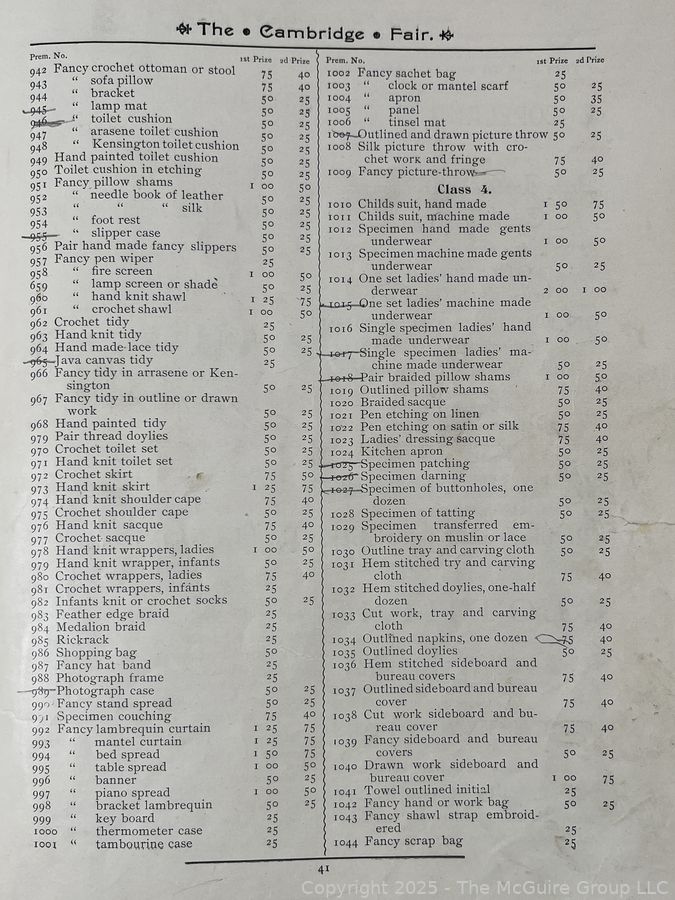 The • Cambridge • Fair.
Prem. No. 1st Prize 2d Prize
942 Fancy crochet ottoman or stool 75 40
943 “ sofa pillow 75 40
944 “ bracket 50 25
945 “ lamp mat 50 25
946 “ toilet cushion 50 25
947 “ arasene toilet cushion 50 25
948 “ Kensington toilet cushion 50 25
949 Hand painted toilet cushion 50 25
950 Toilet cushion in etching 50 25
951 Fancy pillow shams 1 00 50
952 “ needle book of leather 50 25
953 “ “ “ silk 50 25
954 “ foot rest 50 25
955 “ slipper case 50 25
956 Pair hand made fancy slippers 50 25
957 Fancy pen wiper 25
958 “ fire screen 1 00 50
659 “ lamp screen or shade 50 25
960 “ hand knit shawl 1 25 75
961 “ crochet shawl 1 00 50
962 Crochet tidy 25
963 Hand knit tidy 50 25
964 Hand made lace tidy 50 25
965 Java canvas tidy 25
966 Fancy tidy in arrasene or Ken-
sington 50 25
967 Fancy tidy in outline or drawn
work 50 25
968 Hand painted tidy 50 25
979 Pair thread doylies 50 25
970 Crochet toilet set 50 25
971 Hand knit toilet set 50 25
972 Crochet skirt 75 50
973 Hand knit skirt 1 25 75
974 Hand knit shoulder cape 75 40
975 Crochet shoulder cape 50 25
976 Hand knit sacque 75 40
977 Crochet sacque 50 25
978 Hand knit wrappers, ladies 1 00 50
979 Hand knit wrapper, infants 50 25
980 Crochet wrappers, ladies 75 40
981 Crochet wrappers, infants 25
982 Infants knit or crochet socks 50 25
983 Feather edge braid 25
984 Medalion braid 25
985 Rickrack 25
986 Shopping bag 50
987 Fancy hat band 25
988 Photograph frame 25
989 Photograph case 50 25
990 Fancy stand spread 50 25
991 Specimen couching 75 40
992 Fancy lambrequin curtain 1 25 75
993 “ mantel curtain 1 25 75
994 “ bed spread 1 50 75
995 “ table spread 1 00 50
996 “ banner 50 25
997 “ piano spread 1 00 50
998 “ bracket lambrequin 50 25
999 “ key board 25
1000 “ thermometer case 25
1001 “ tambourine case 25
Prem. No. 1st Prize 2d Prize
1002 Fancy sachet bag 25
1003 “ clock or mantel scarf 50 25
1004 “ apron 50 35
1005 “ panel 50 25
1006 “ tinsel mat 25
1007 Outlined and drawn picture throw 50 25
1008 Silk picture throw with cro-
chet work and fringe 75 40
1009 Fancy picture-throw 50 25
Class 4.
1010 Childs suit, hand made 1 50 75
1011 Childs suit, machine made 1 00 50
1012 Specimen hand made gents
underwear 1 00 50
1013 Specimen machine made gents
underwear 50 25
1014 One set ladies' hand made un-
derwear 2 00 1 00
1015 One set ladies' machine made
underwear 1 00 50
1016 Single specimen ladies' hand
made underwear 1 00 50
1017 Single specimen ladies' ma-
chine made underwear 50 25
1018 Pair braided pillow shams 1 00 50
1019 Outlined pillow shams 75 40
1020 Braided sacque 50 25
1021 Pen etching on linen 50 25
1022 Pen etching on satin or silk 75 40
1023 Ladies' dressing sacque 75 40
1024 Kitchen apron 50 25
1025 Specimen patching 50 25
1026 Specimen darning 50 25
1027 Specimen of buttonholes, one
dozen 50 25
1028 Specimen of tatting 50 25
1029 Specimen transferred em-
broidery on muslin or lace 50 25
1030 Outline tray and carving cloth 50 25
1031 Hem stitched try and carving
cloth 75 40
1032 Hem stitched doylies, one-half
dozen 50 25
1033 Cut work, tray and carving
cloth 75 40
1034 Outlined napkins, one dozen 75 40
1035 Outlined doylies 50 25
1036 Hem stitched sideboard and
bureau covers 75 40
1037 Outlined sideboard and bureau
cover 75 40
1038 Cut work sideboard and bu-
reau cover 75 40
1039 Fancy sideboard and bureau
covers 50 25
1040 Drawn work sideboard and
bureau cover 1 00 75
1041 Towel outlined initial 25
1042 Fancy hand or work bag 50 25
1043 Fancy shawl strap embroid-
ered 25
1044 Fancy scrap bag 25
41
Copyright 2025 - The McGuire Group LLC